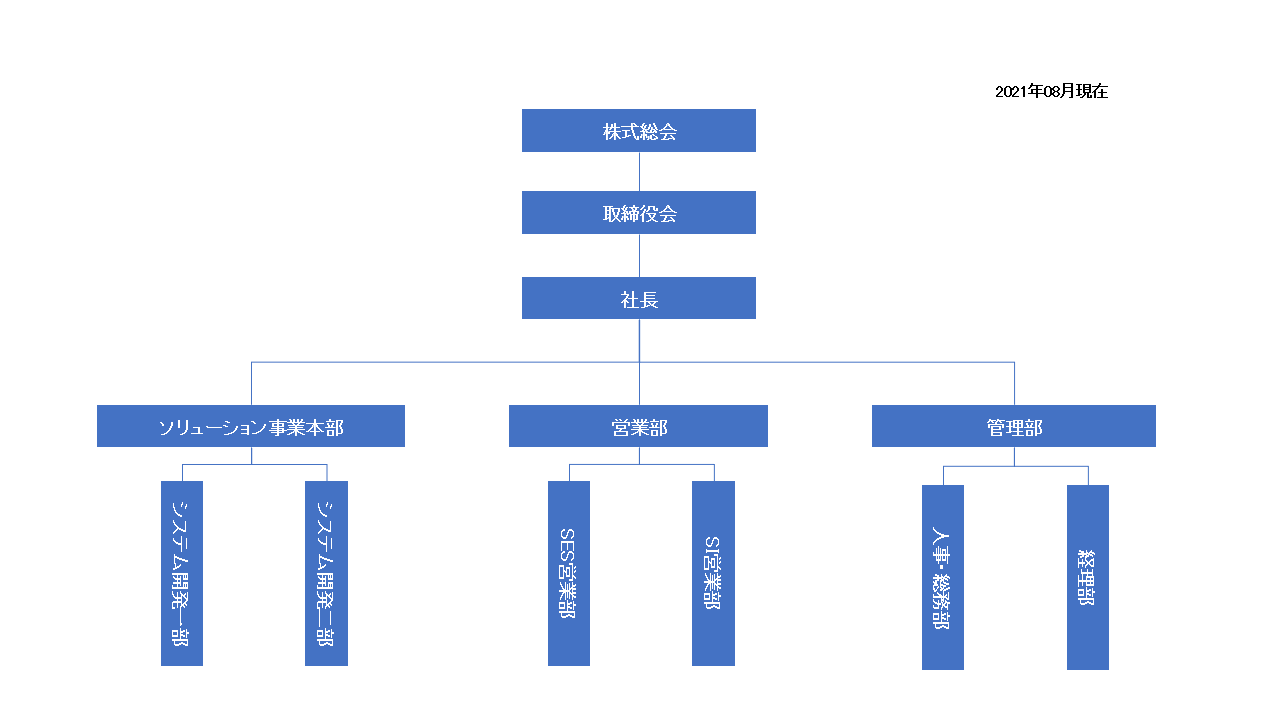 2021年08月現在
株式総会
取締役会
社長
ソリューション事業本部
営業部
管理部
システム開発一部
システム開発二部
SES営業部
SI営業部
人事・総務部
経理部